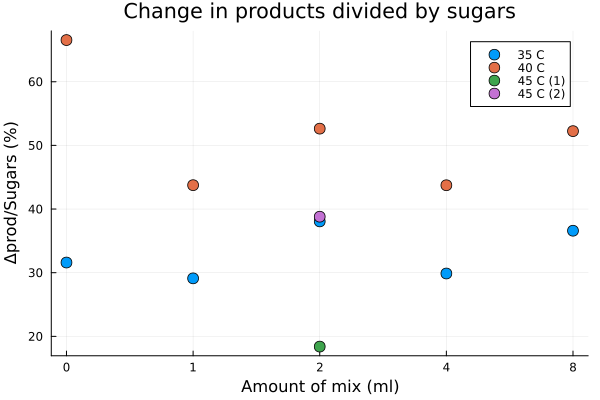 Change in products divided by sugars
35 C
40 C
45 C (1)
45 C (2)
Δprod/Sugars (%)
60
50
40
30
20
0 1 2 4 8
Amount of mix (ml)